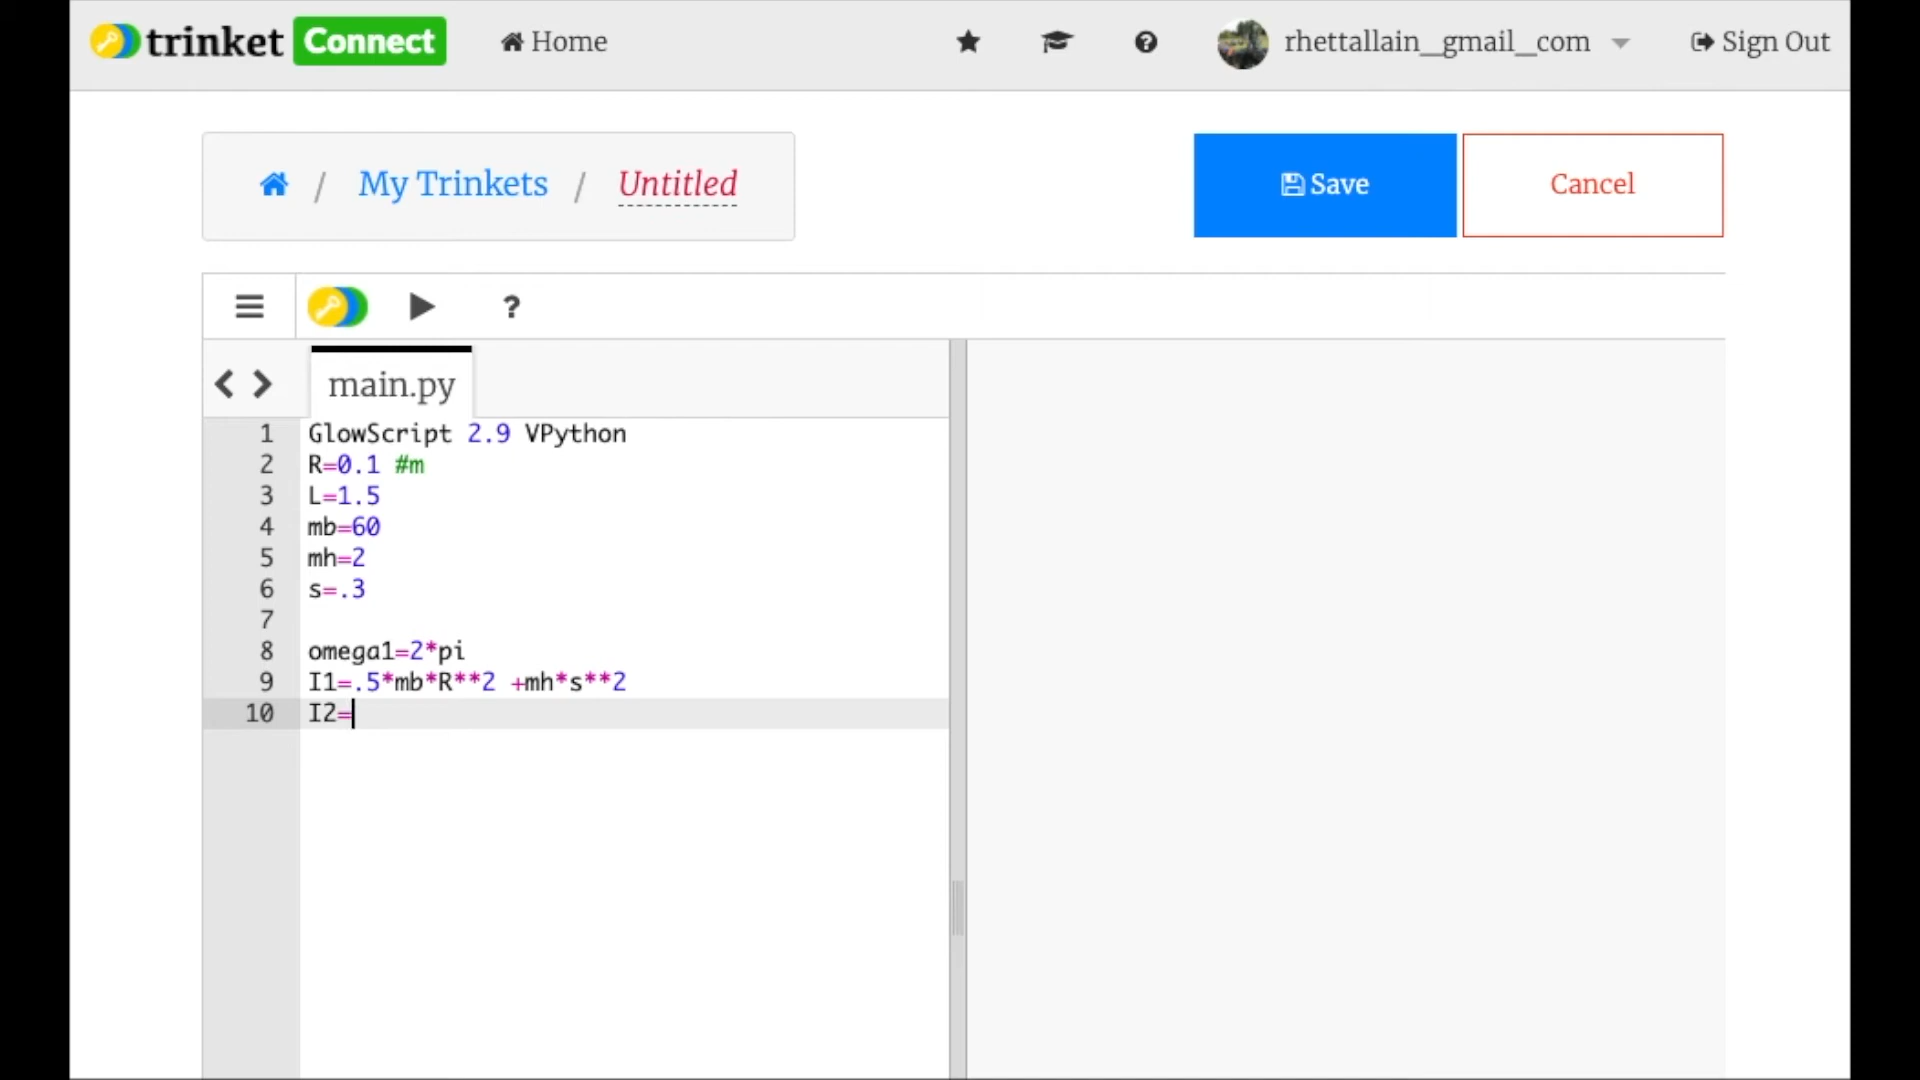 trinket Connect Home rhettallain_gmail_com Sign Out
/ My Trinkets / Untitled Save Cancel
?
main.py
1 GlowScript 2.9 VPython
2 R=0.1 #m
3 L=1.5
4 mb=60
5 mh=2
6 s=.3
7
8 omega1=2*pi
9 I1=.5*mb*R**2 +mh*s**2
10 I2=